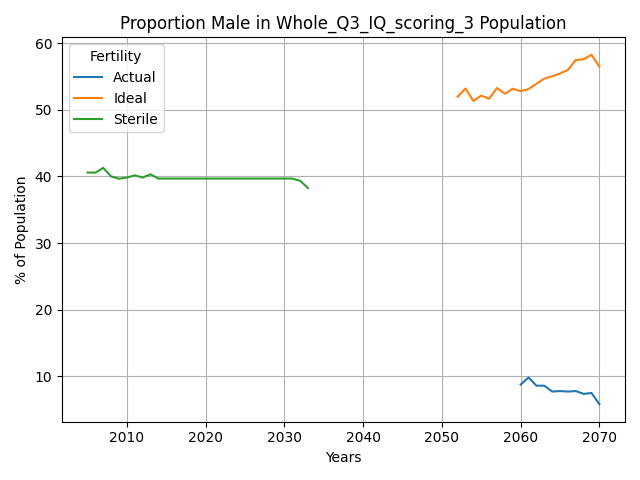 Proportion Male in Whole_Q3_IQ_scoring_3 Population
Fertility
Actual
Ideal
Sterile
% of Population
60
50
40
30
20
10
2010 2020 2030 2040 2050 2060 2070
Years